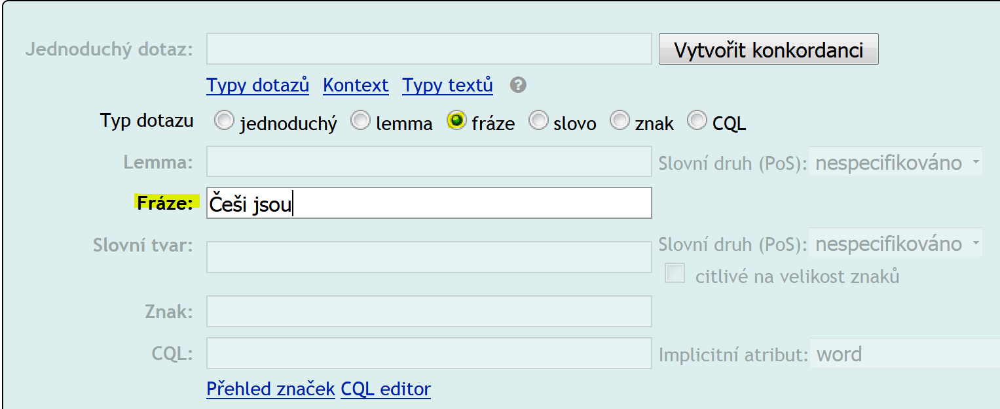 Jednoduchý dotaz: Vytvořit konkordanci
Typy dotazů Kontext Typy textů ?
Typ dotazu jednoduchý lemma fráze slovo znak CQL
Lemma: Slovní druh (PoS): nespecifikováno
Fráze: Češi jsou
Slovní tvar: Slovní druh (PoS): nespecifikováno
citlivé na velikost znaků
Znak:
CQL: Implicitní atribut: word
Přehled značek CQL editor